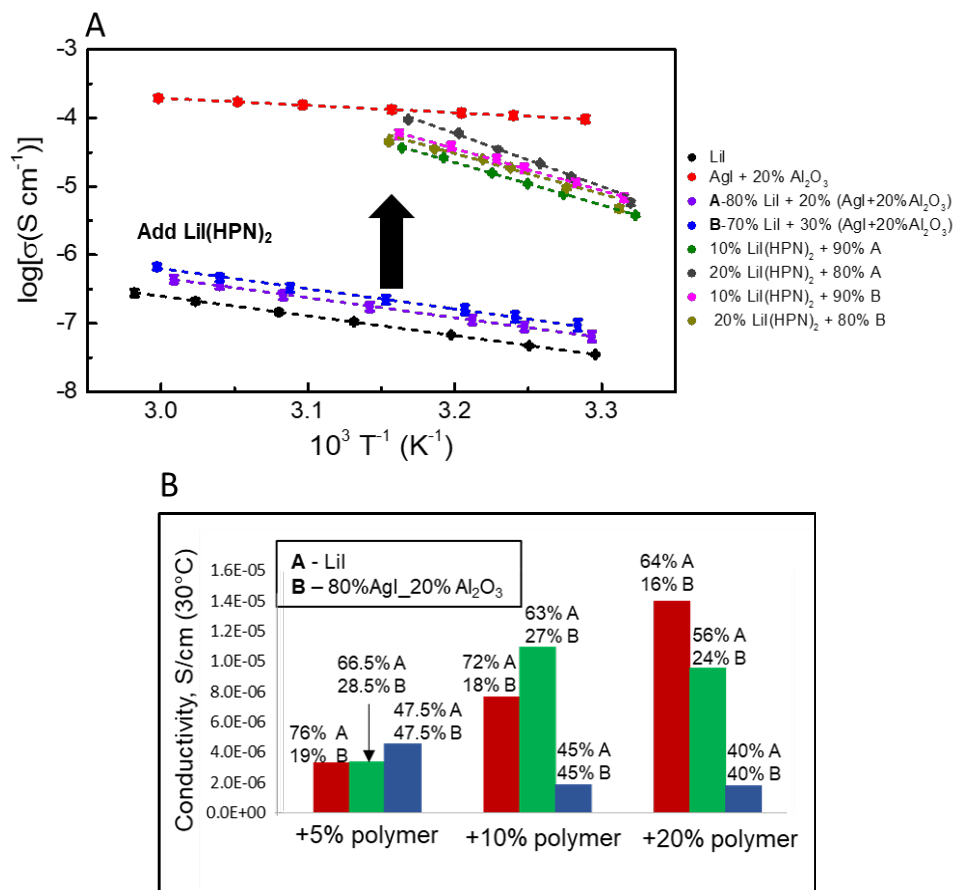 A
-3
-4
-5
-6
-7
-8
log[σ(S cm⁻¹)]
Add LiI(HPN)₂
3.0 3.1 3.2 3.3
10³ T⁻¹ (K⁻¹)
LiI
AgI + 20% Al₂O₃
A-80% LiI + 20% (AgI+20%Al₂O₃)
B-70% LiI + 30% (AgI+20%Al₂O₃)
10% LiI(HPN)₂ + 90% A
20% LiI(HPN)₂ + 80% A
10% LiI(HPN)₂ + 90% B
20% LiI(HPN)₂ + 80% B
B
Conductivity, S/cm (30°C)
1.6E-05
1.4E-05
1.2E-05
1.0E-05
8.0E-06
6.0E-06
4.0E-06
2.0E-06
0.0E+00
A - LiI
B – 80%AgI_20% Al₂O₃
76% A
19% B
66.5% A
28.5% B
47.5% A
47.5% B
72% A
18% B
63% A
27% B
45% A
45% B
64% A
16% B
56% A
24% B
40% A
40% B
+5% polymer +10% polymer +20% polymer